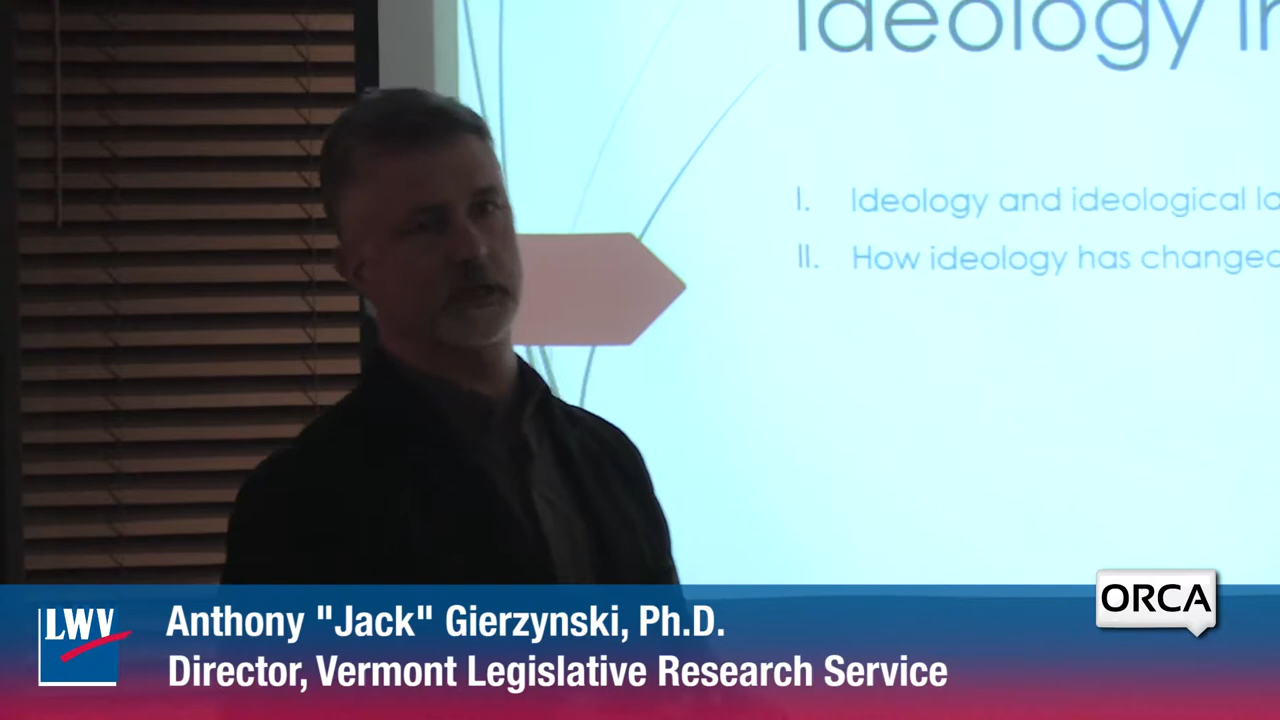 Ideology
I. Ideology and ideological
II. How ideology has changed
ORCA
LWV
Anthony "Jack" Gierzynski, Ph.D.
Director, Vermont Legislative Research Service